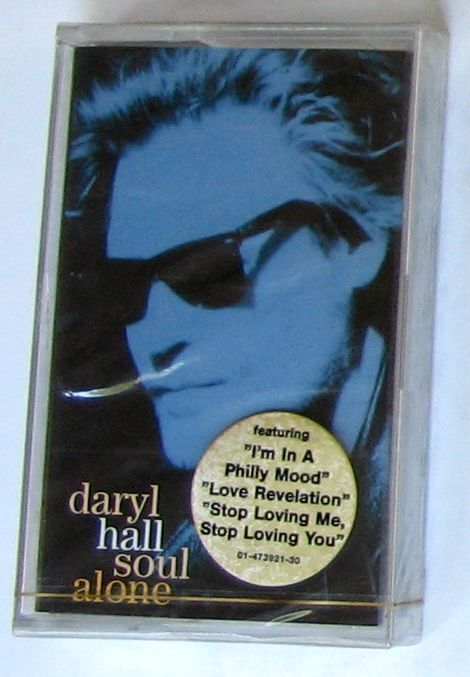 featuring
"I'm In A
Philly Mood"
"Love Revelation"
"Stop Loving Me,
Stop Loving You"
01-473921-30
daryl
hall
soul
alone